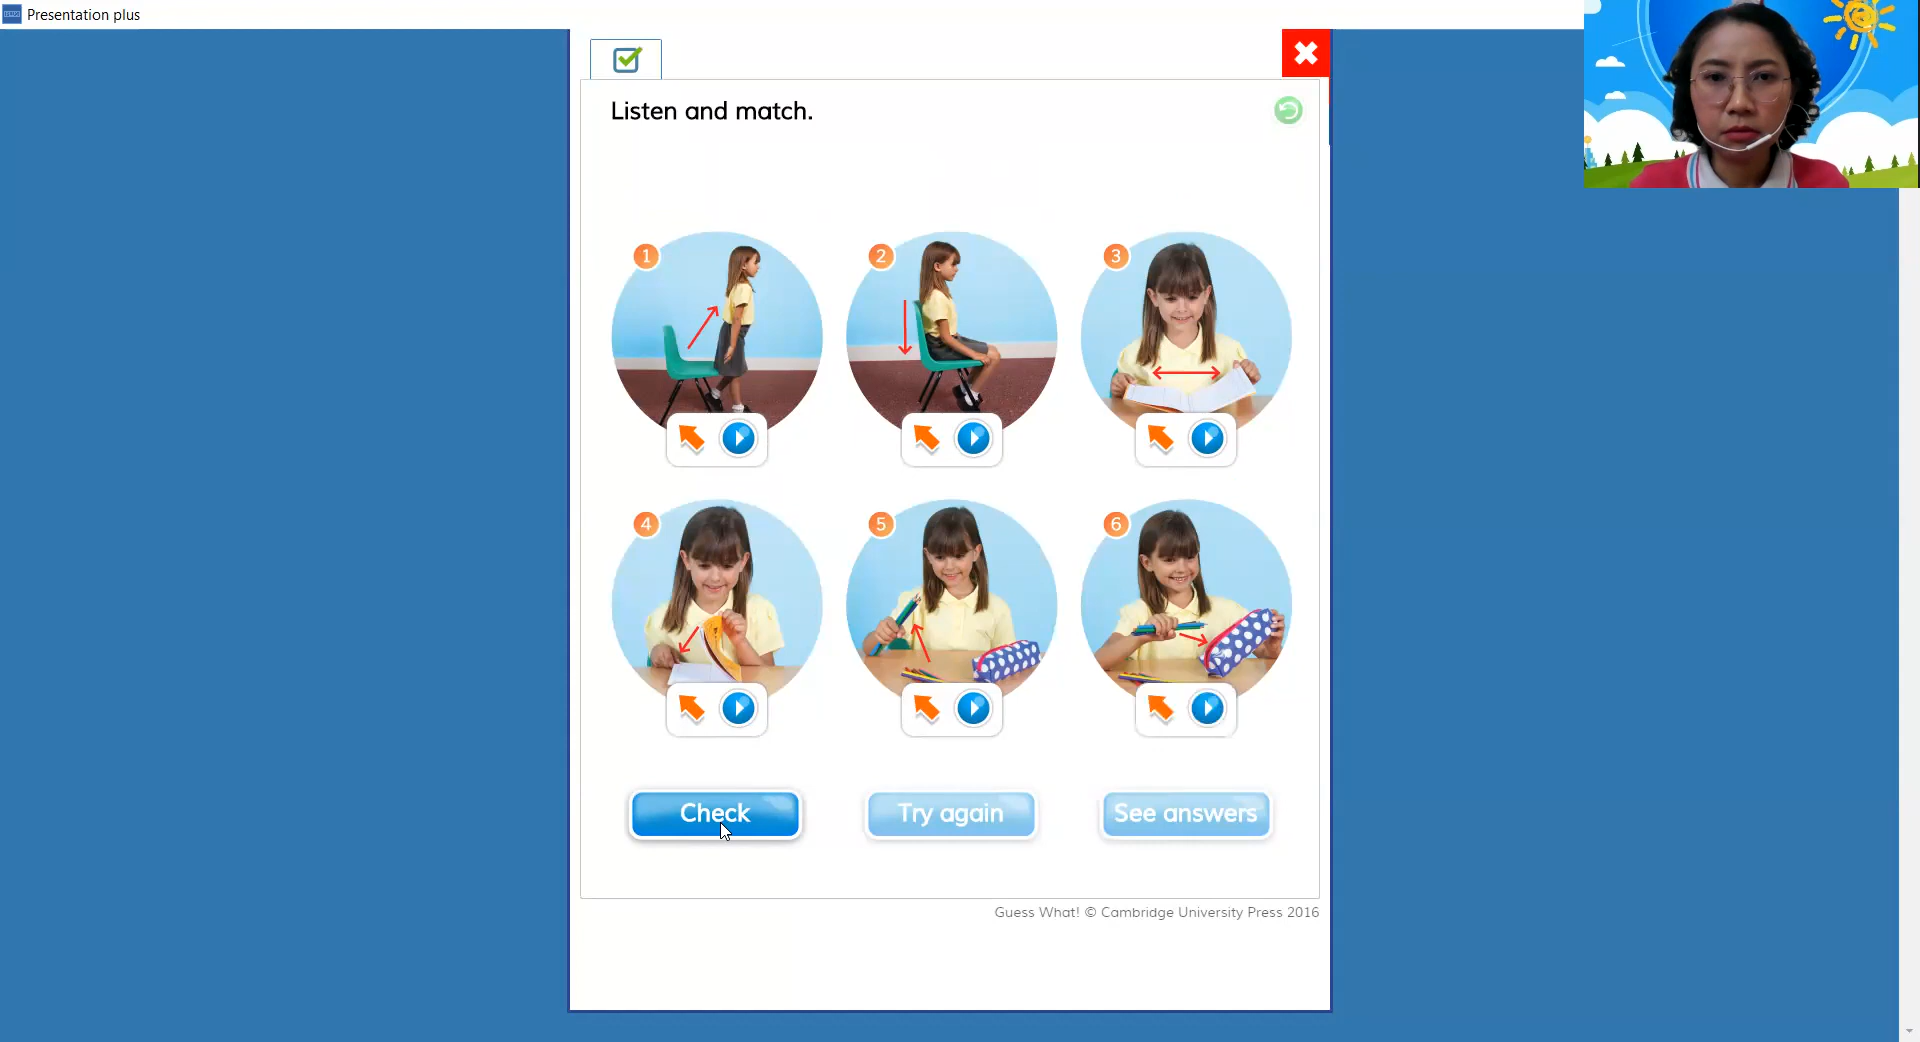 Presentation plus
Listen and match.
1
2
3
4
5
6
Check
Try again
See answers
Guess What! © Cambridge University Press 2016